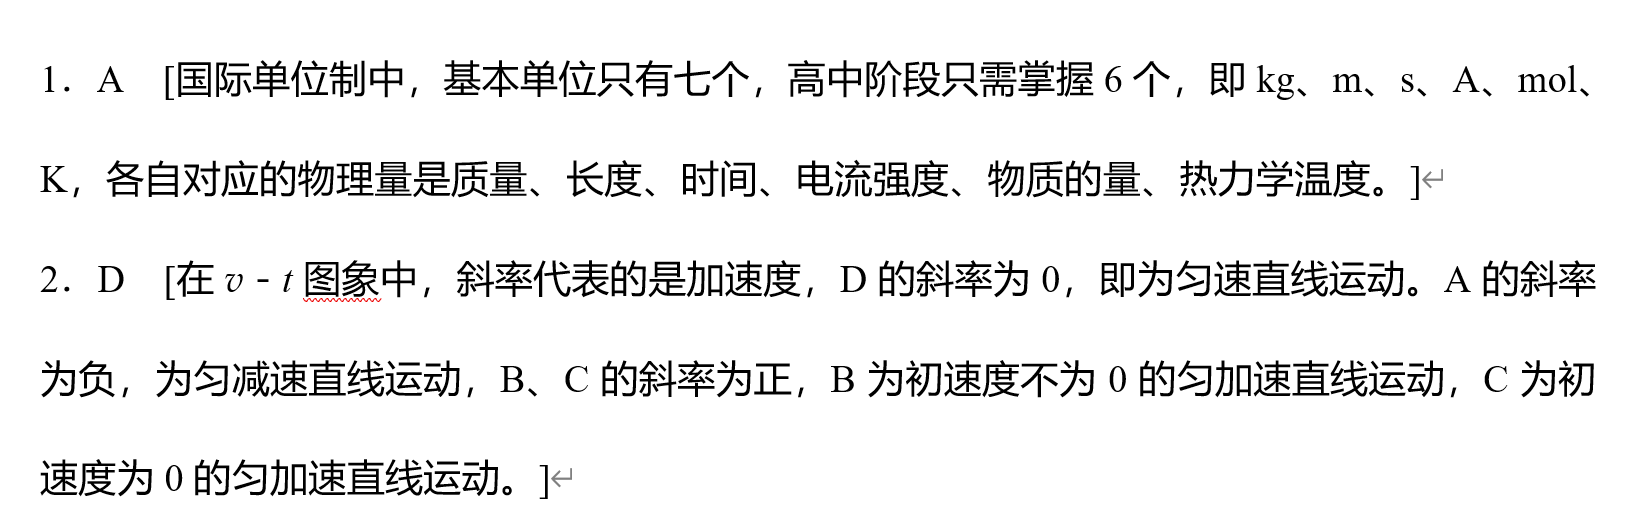 1．A　[国际单位制中，基本单位只有七个，高中阶段只需掌握 6 个，即 kg、m、s、A、mol、
K，各自对应的物理量是质量、长度、时间、电流强度、物质的量、热力学温度。]↵
2．D　[在 v - t 图象中，斜率代表的是加速度，D 的斜率为 0，即为匀速直线运动。A 的斜率
为负，为匀减速直线运动，B、C 的斜率为正，B 为初速度不为 0 的匀加速直线运动，C 为初
速度为 0 的匀加速直线运动。]↵